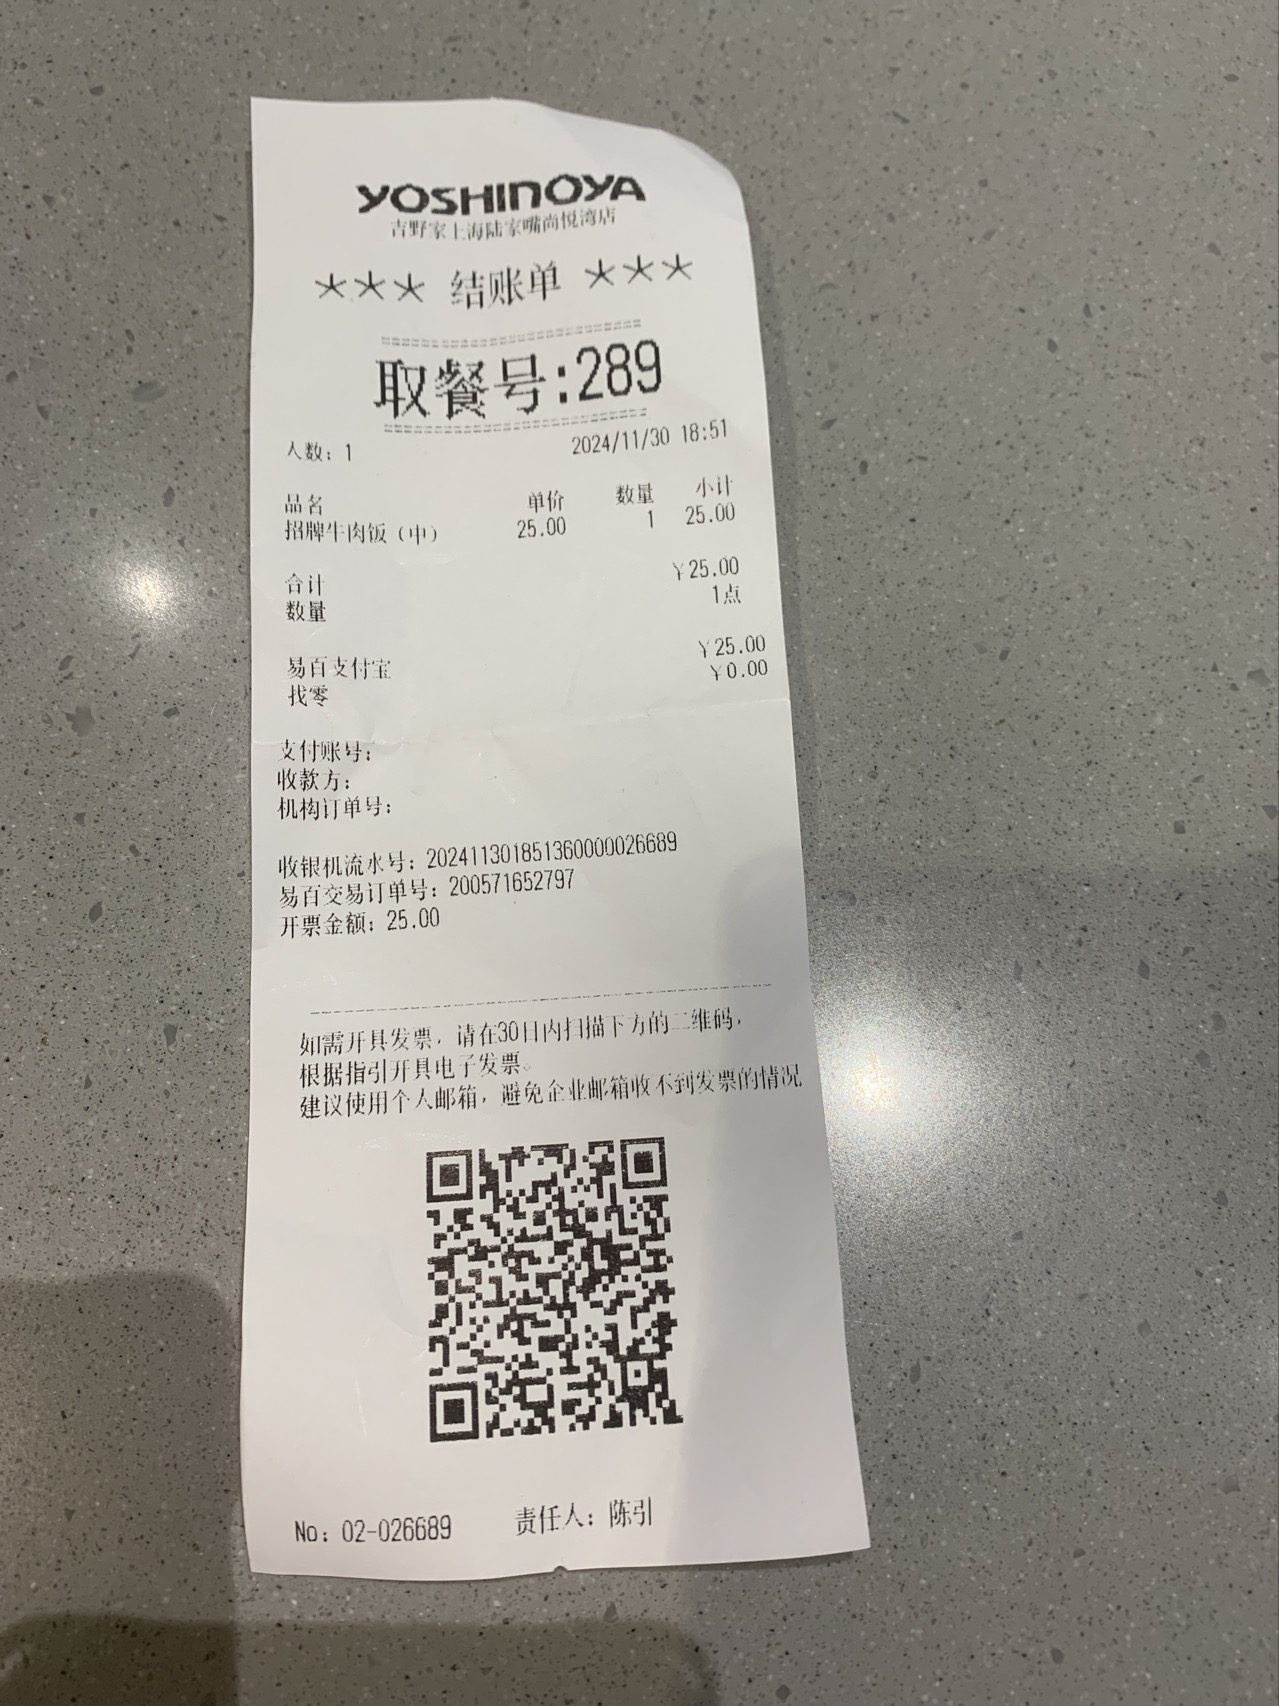 YOSHINOYA
吉野家上海陆家嘴尚悦湾店
*** 结账单 ***
取餐号:289
人数: 1 2024/11/30 18:51
品名 单价 数量 小计
招牌牛肉饭（中） 25.00 1 25.00
合计 ¥25.00
数量 1点
易百支付宝 ¥25.00
找零 ¥0.00
支付账号:
收款方:
机构订单号:
收银机流水号: 202411301851360000026689
易百交易订单号: 200571652797
开票金额: 25.00
如需开具发票，请在30日内扫描下方的二维码，
根据指引开具电子发票。
建议使用个人邮箱，避免企业邮箱收不到发票的情况
No: 02-026689 责任人: 陈引